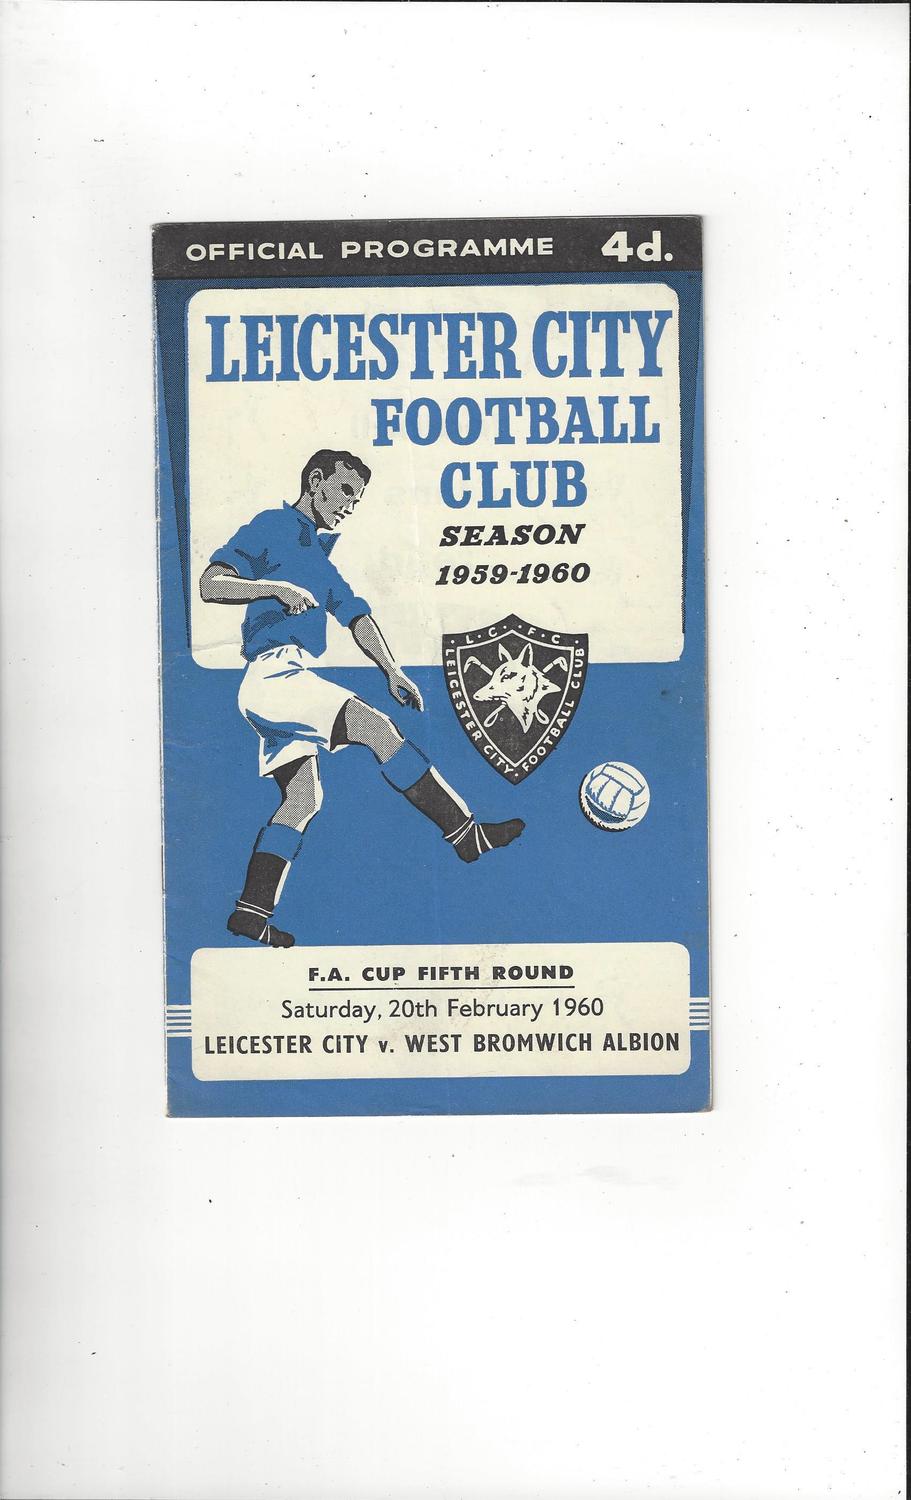 OFFICIAL PROGRAMME 4d.
LEICESTER CITY
FOOTBALL
CLUB
SEASON
1959-1960
· L · C · F · C ·
LEICESTER CITY · FOOTBALL CLUB
F.A. CUP FIFTH ROUND
Saturday, 20th February 1960
LEICESTER CITY v. WEST BROMWICH ALBION